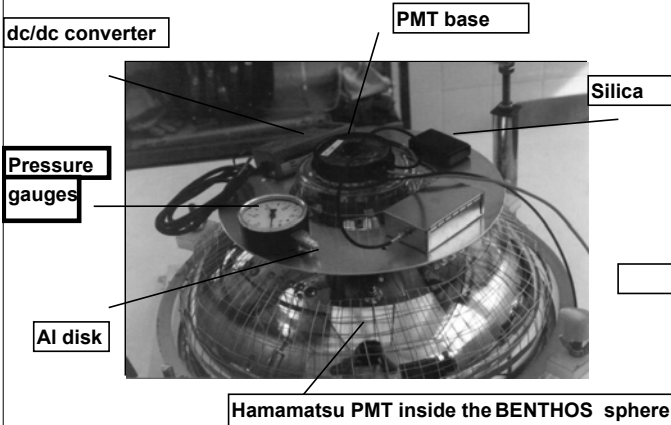 PMT base
dc/dc converter
Silica
Pressure
gauges
Al disk
Hamamatsu PMT inside the BENTHOS sphere